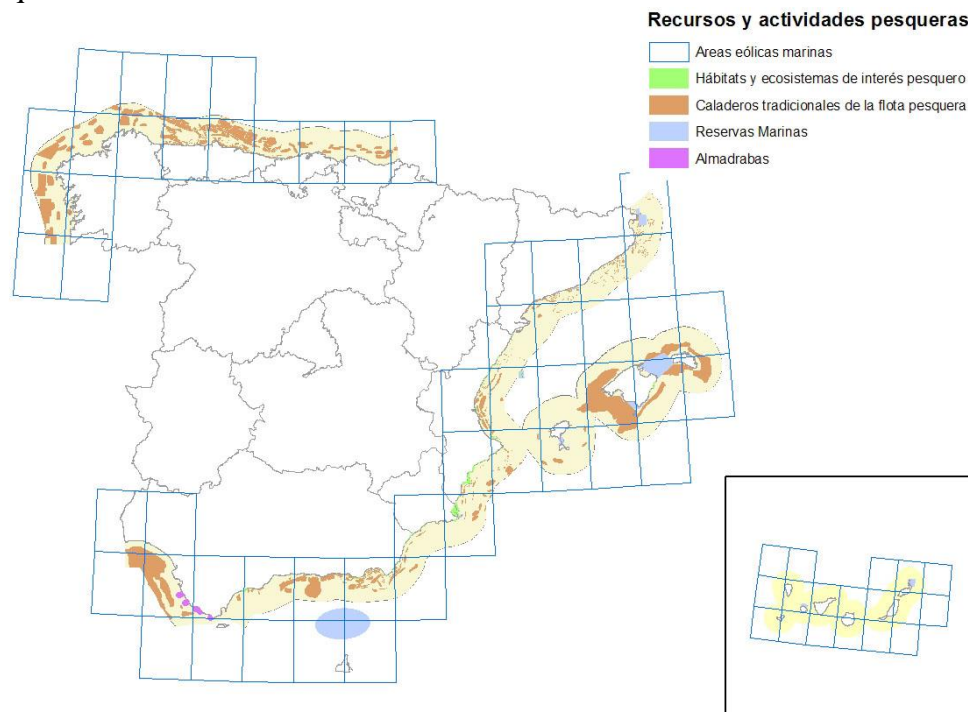 Recursos y actividades pesqueras
Areas eólicas marinas
Hábitats y ecosistemas de interés pesquero
Caladeros tradicionales de la flota pesquera
Reservas Marinas
Almadrabas